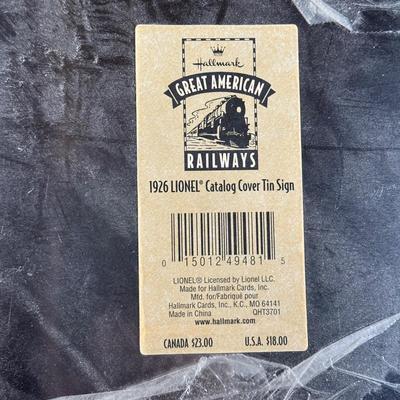 Hallmark
GREAT AMERICAN
RAILWAYS
1926 LIONEL® Catalog Cover Tin Sign
0 15012 49481 5
LIONEL® Licensed by Lionel LLC.
Made for Hallmark Cards, Inc.
Mfd. for/Fabriqué pour
Hallmark Cards, Inc., K.C., MO 64141
Made in China QHT3701
www.hallmark.com
CANADA $23.00 U.S.A. $18.00